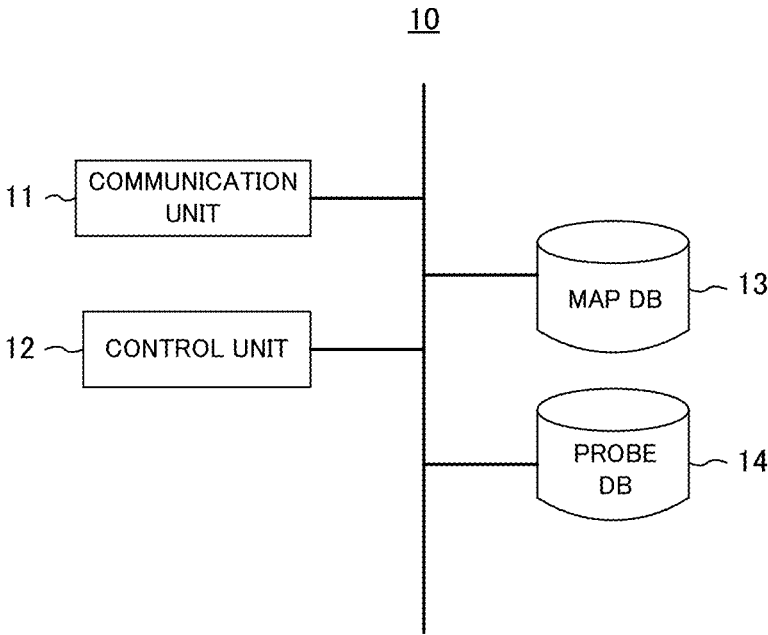 10
11
COMMUNICATION
UNIT
12
CONTROL UNIT
MAP DB
13
PROBE
DB
14